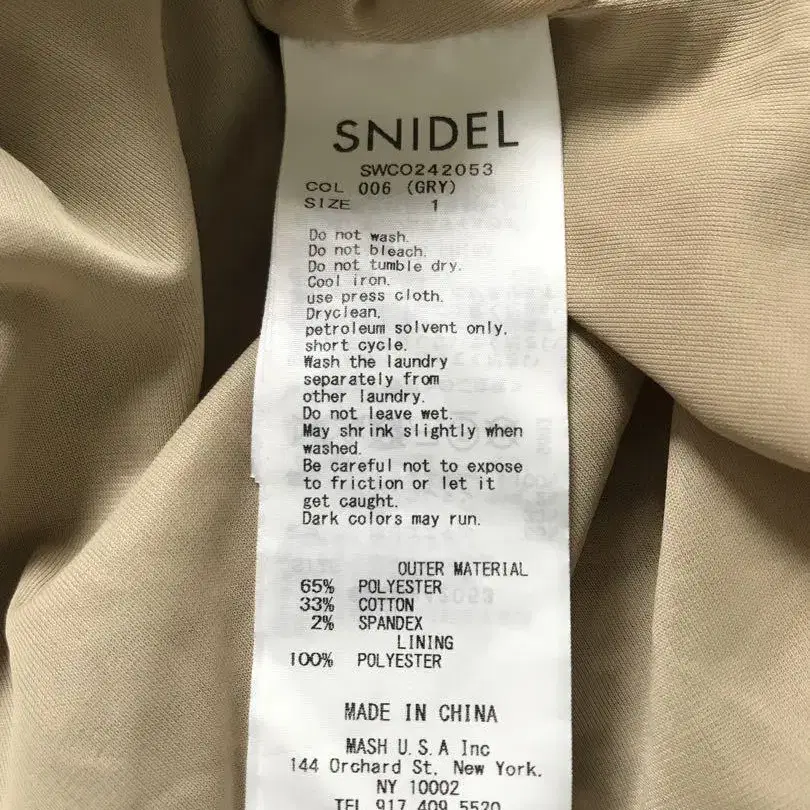 SNIDEL
SWCO242053
COL 006 (GRY)
SIZE 1
Do not wash.
Do not bleach.
Do not tumble dry.
Cool iron.
use press cloth.
Dryclean.
petroleum solvent only.
short cycle.
Wash the laundry
separately from
other laundry.
Do not leave wet.
May shrink slightly when
washed.
Be careful not to expose
to friction or let it
get caught.
Dark colors may run.
OUTER MATERIAL
65% POLYESTER
33% COTTON
2% SPANDEX
LINING
100% POLYESTER
MADE IN CHINA
MASH U.S.A Inc
144 Orchard St, New York,
NY 10002
TEL 917 409 5520